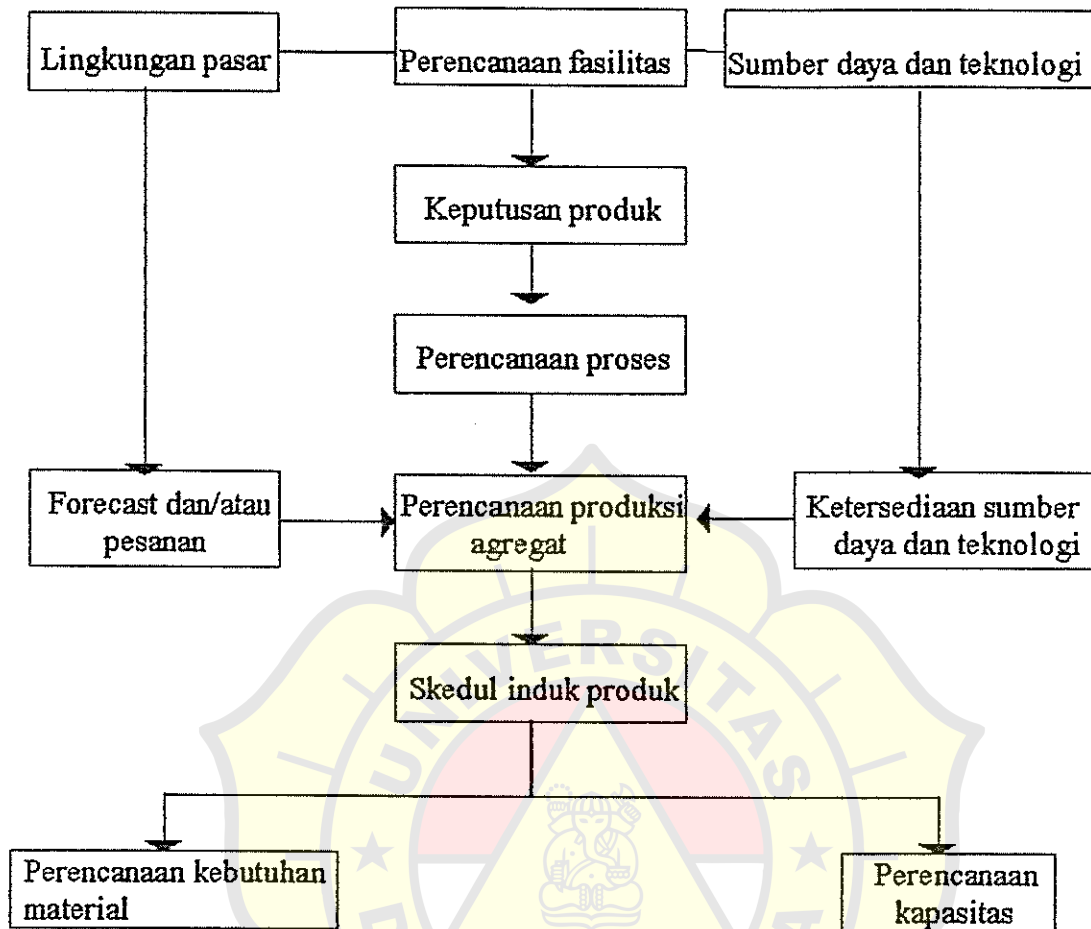 Lingkungan pasar
Perencanaan fasilitas
Sumber daya dan teknologi
Keputusan produk
Perencanaan proses
Forecast dan/atau
pesanan
Perencanaan produksi
agregat
Ketersediaan sumber
daya dan teknologi
UNIVERSITAS
Skedul induk produk
Perencanaan kebutuhan
material
Perencanaan
kapasitas